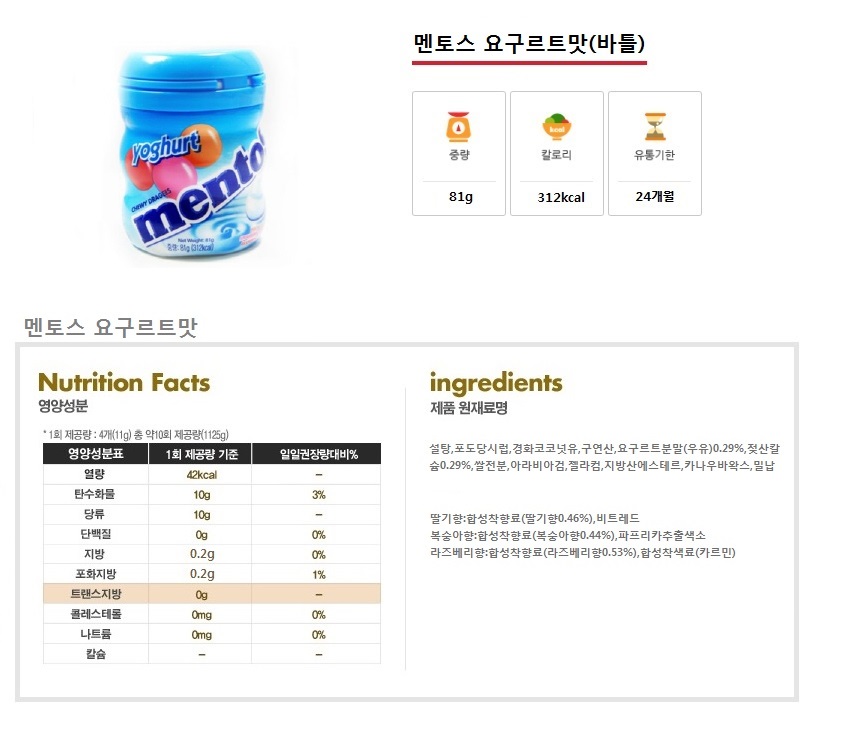 멘토스 요구르트맛(바틀)
yoghurt
mento
CHEWY DRAGEES
Net Weight: 81g
중량: 81g (312kcal)
중량
kcal
칼로리
유통기한
81g
312kcal
24개월
멘토스 요구르트맛
Nutrition Facts
영양성분
* 1회 제공량 : 4개(11g) 총 약10회 제공량(1125g)
영양성분표 1회 제공량 기준 일일권장량대비%
열량 42kcal –
탄수화물 10g 3%
당류 10g –
단백질 0g 0%
지방 0.2g 0%
포화지방 0.2g 1%
트랜스지방 0g –
콜레스테롤 0mg 0%
나트륨 0mg 0%
칼슘 – –
ingredients
제품 원재료명
설탕,포도당시럽,경화코코넛유,구연산,요구르트분말(우유)0.29%,젖산칼
슘0.29%,쌀전분,아라비아검,젤라검,지방산에스테르,카나우바왁스,밀납
딸기향:합성착향료(딸기향0.46%),비트레드
복숭아향:합성착향료(복숭아향0.44%),파프리카추출색소
라즈베리향:합성착향료(라즈베리향0.53%),합성착색료(카르민)